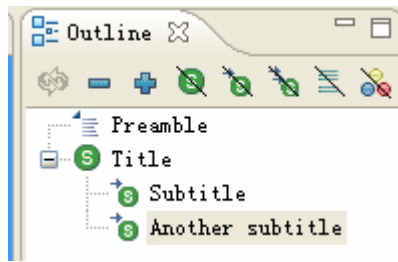 Outline
Preamble
Title
Subtitle
Another subtitle